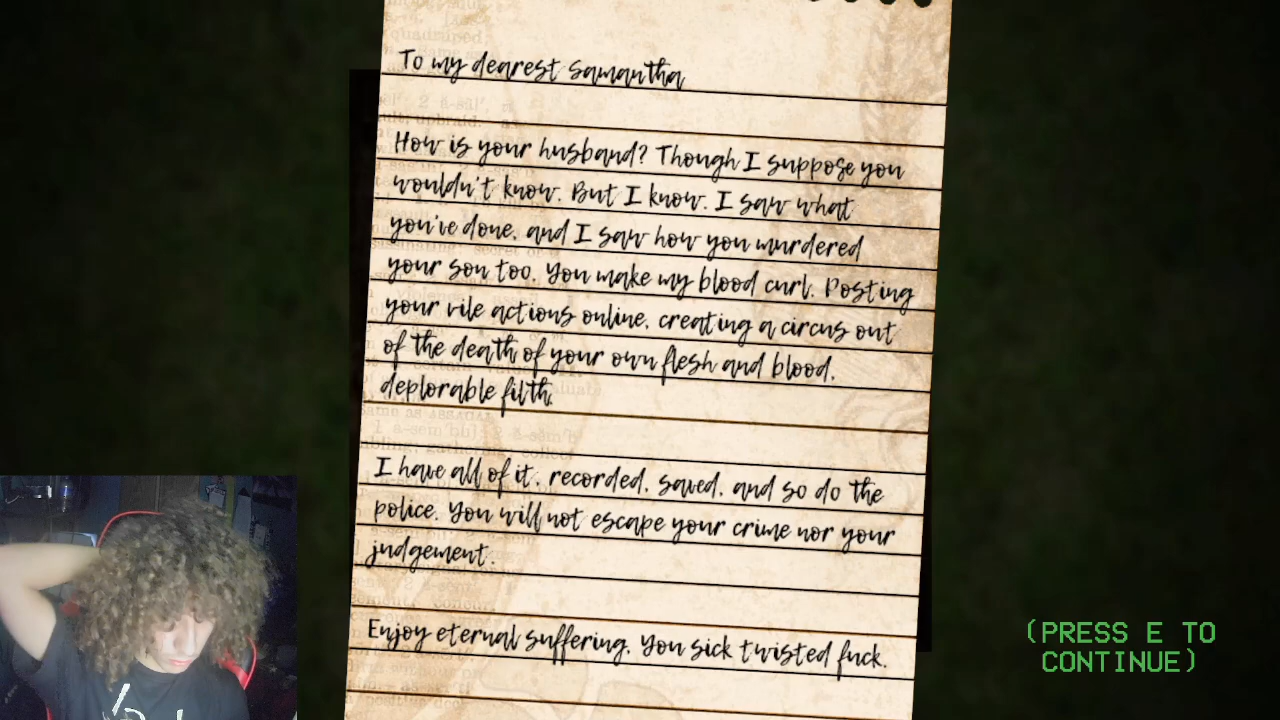 To my dearest Samantha
How is your husband? Though I suppose you
wouldn't know. But I know. I saw what
you've done, and I saw how you murdered
your son too. You make my blood curl. Posting
your vile actions online, creating a circus out
of the death of your own flesh and blood,
deplorable filth.
I have all of it, recorded, saved, and so do the
police. You will not escape your crime nor your
judgement.
Enjoy eternal suffering. You sick twisted fuck.
(PRESS E TO
CONTINUE)